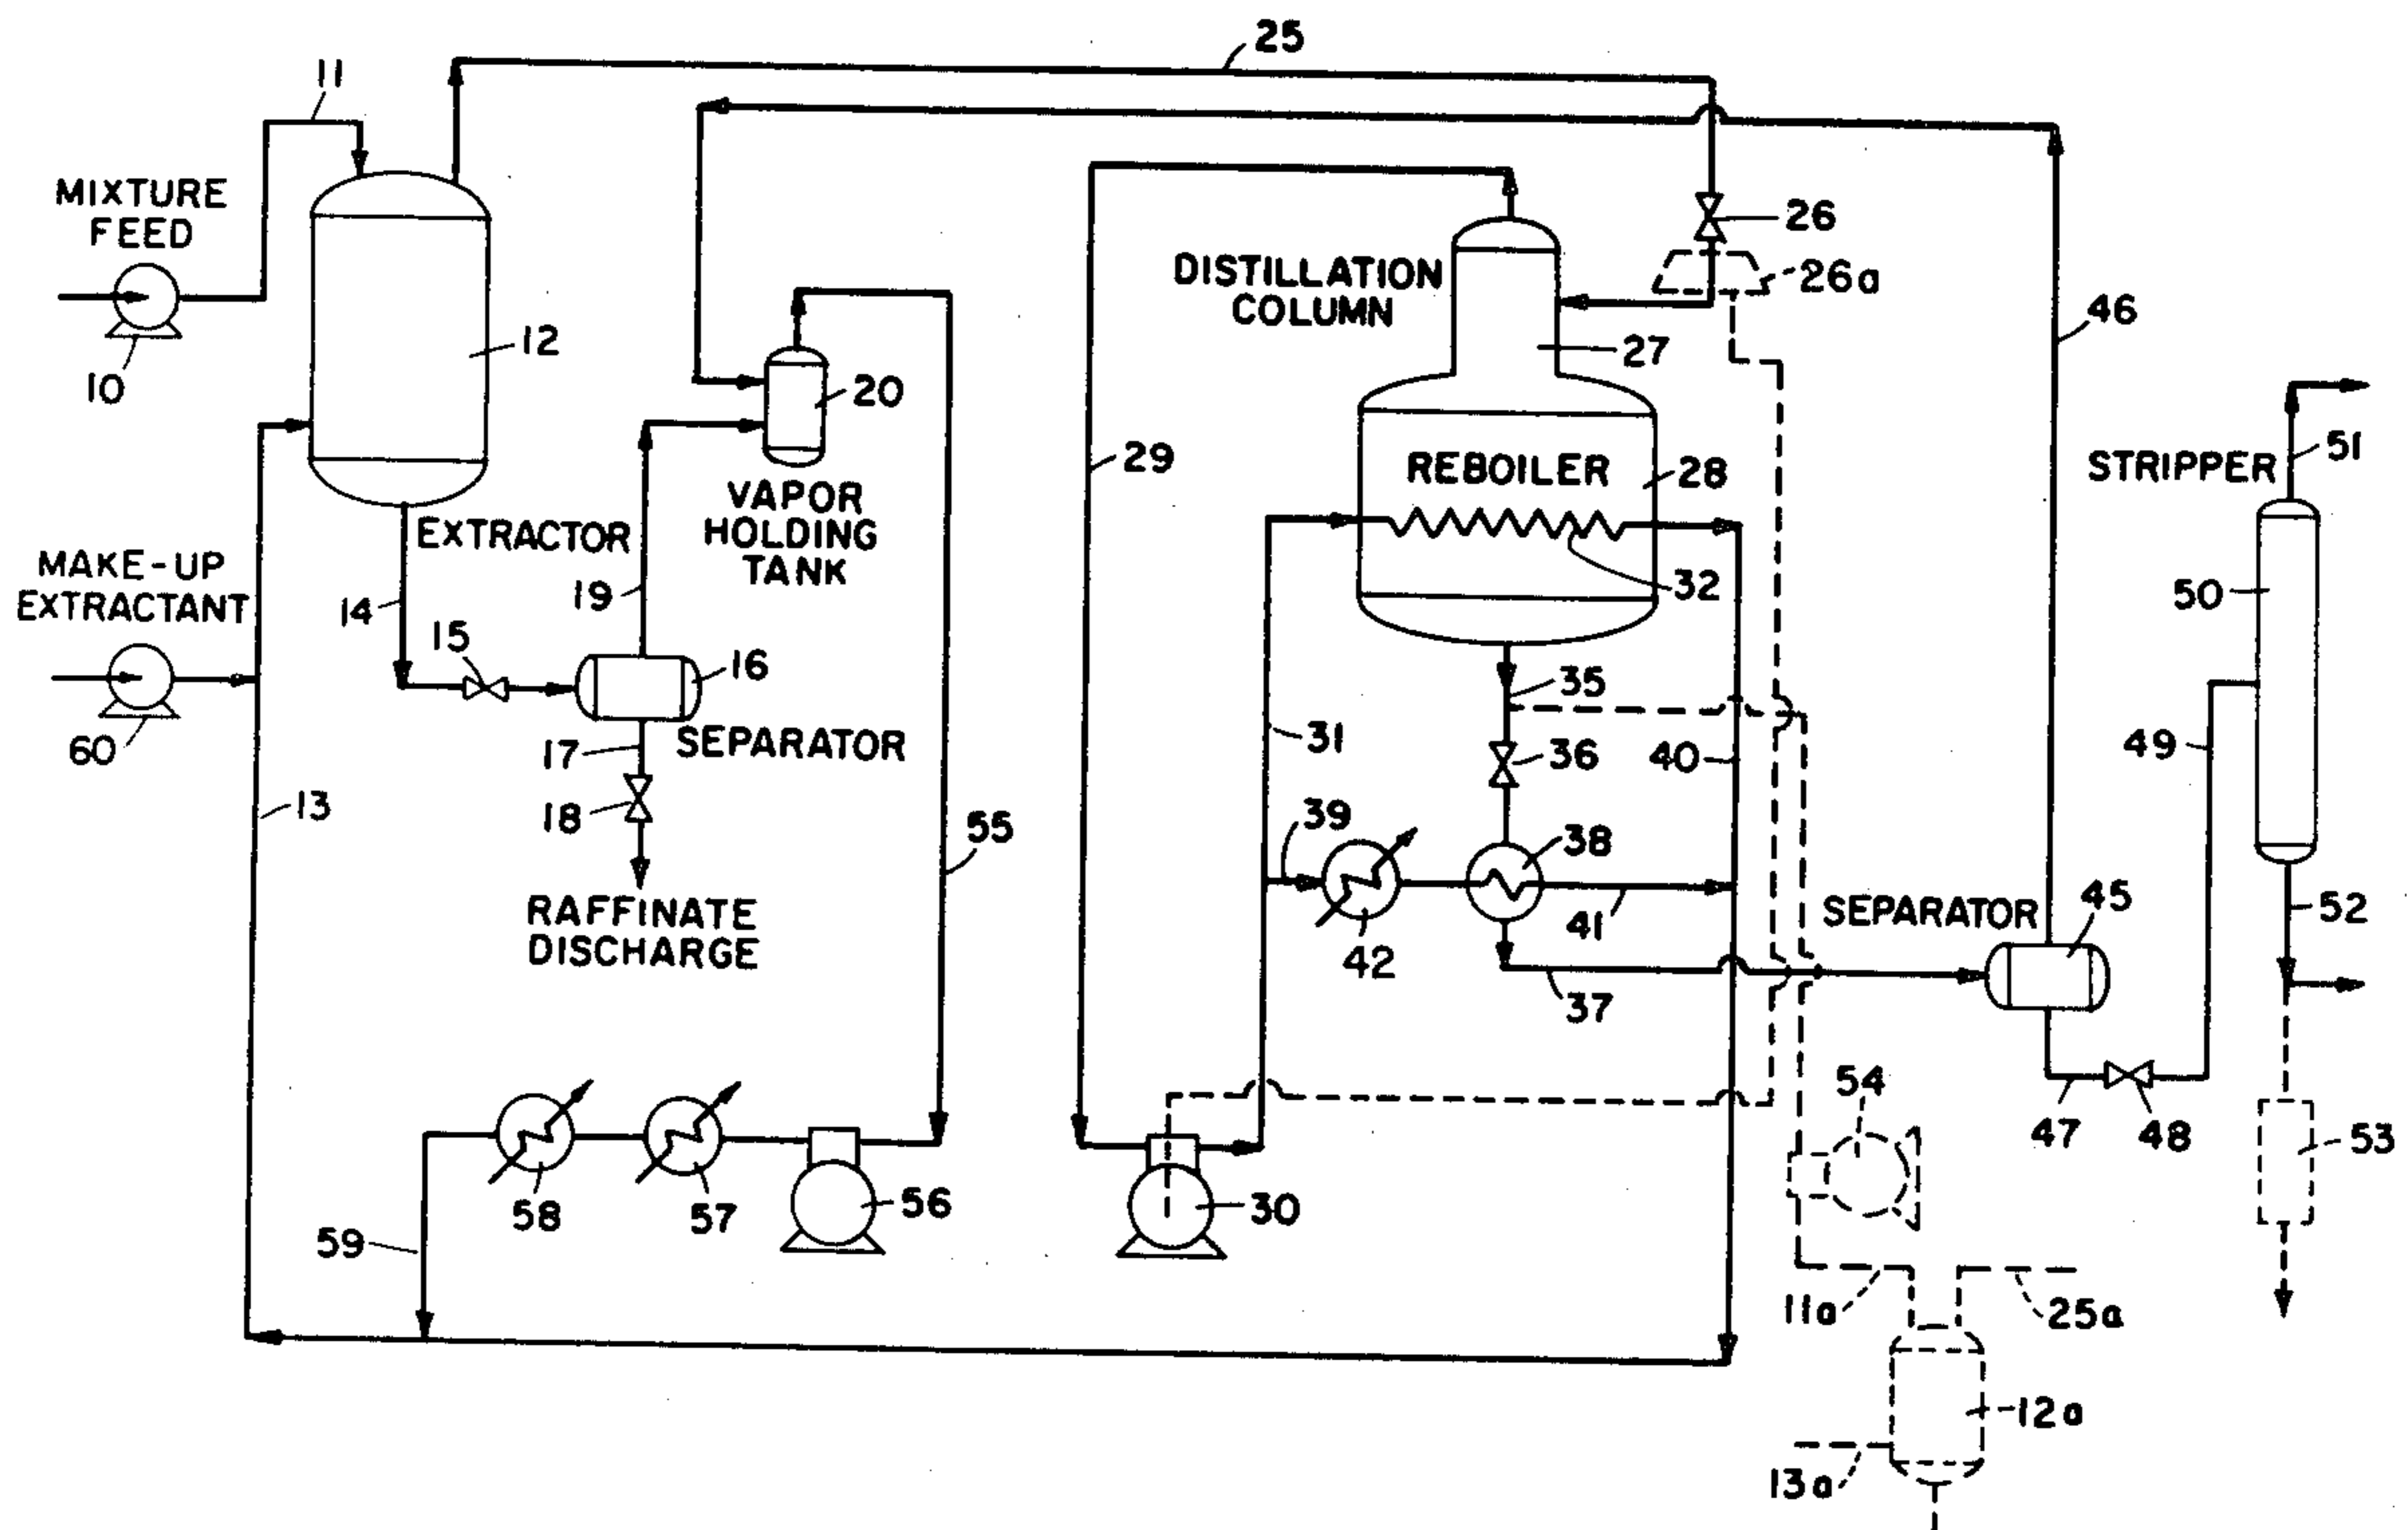 25
11
MIXTURE
FEED
10
12
26
26a
DISTILLATION
COLUMN
27
46
20
VAPOR
HOLDING
TANK
29
REBOILER
28
32
STRIPPER
51
50
EXTRACTOR
MAKE-UP
EXTRACTANT
60
14
15
19
16
SEPARATOR
17
18
RAFFINATE
DISCHARGE
13
55
31
35
36
40
39
38
42
41
37
49
SEPARATOR
45
52
47
48
53
54
59
58
57
56
30
11a
25a
12a
13a